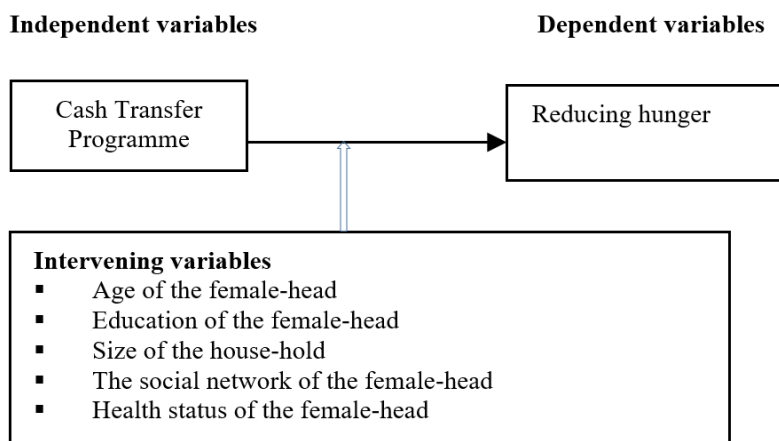 Independent variables
Dependent variables
Cash Transfer
Programme
Reducing hunger
Intervening variables
▪ Age of the female-head
▪ Education of the female-head
▪ Size of the house-hold
▪ The social network of the female-head
▪ Health status of the female-head